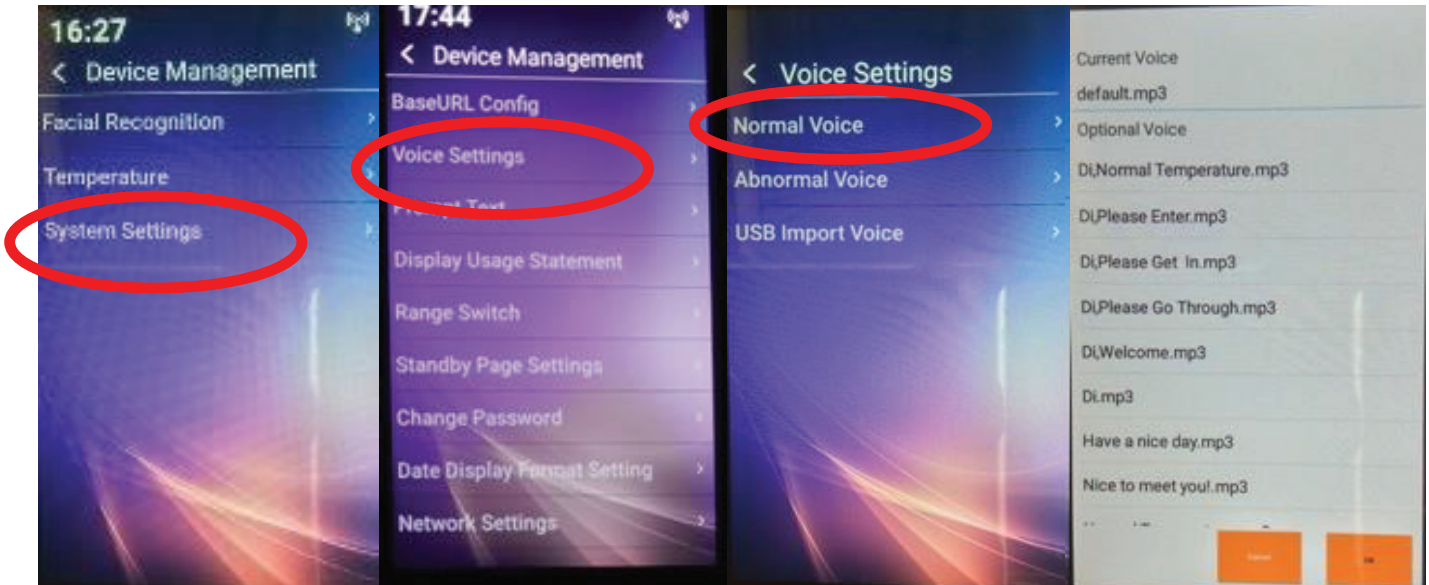 16:27
< Device Management
Facial Recognition
Temperature
System Settings
17:44
< Device Management
BaseURL Config
Voice Settings
Prompt Text
Display Usage Statement
Range Switch
Standby Page Settings
Change Password
Date Display Format Setting
Network Settings
< Voice Settings
Normal Voice
Abnormal Voice
USB Import Voice
Current Voice
default.mp3
Optional Voice
Di,Normal Temperature.mp3
Di,Please Enter.mp3
Di,Please Get In.mp3
Di,Please Go Through.mp3
Di,Welcome.mp3
Di.mp3
Have a nice day.mp3
Nice to meet you!.mp3